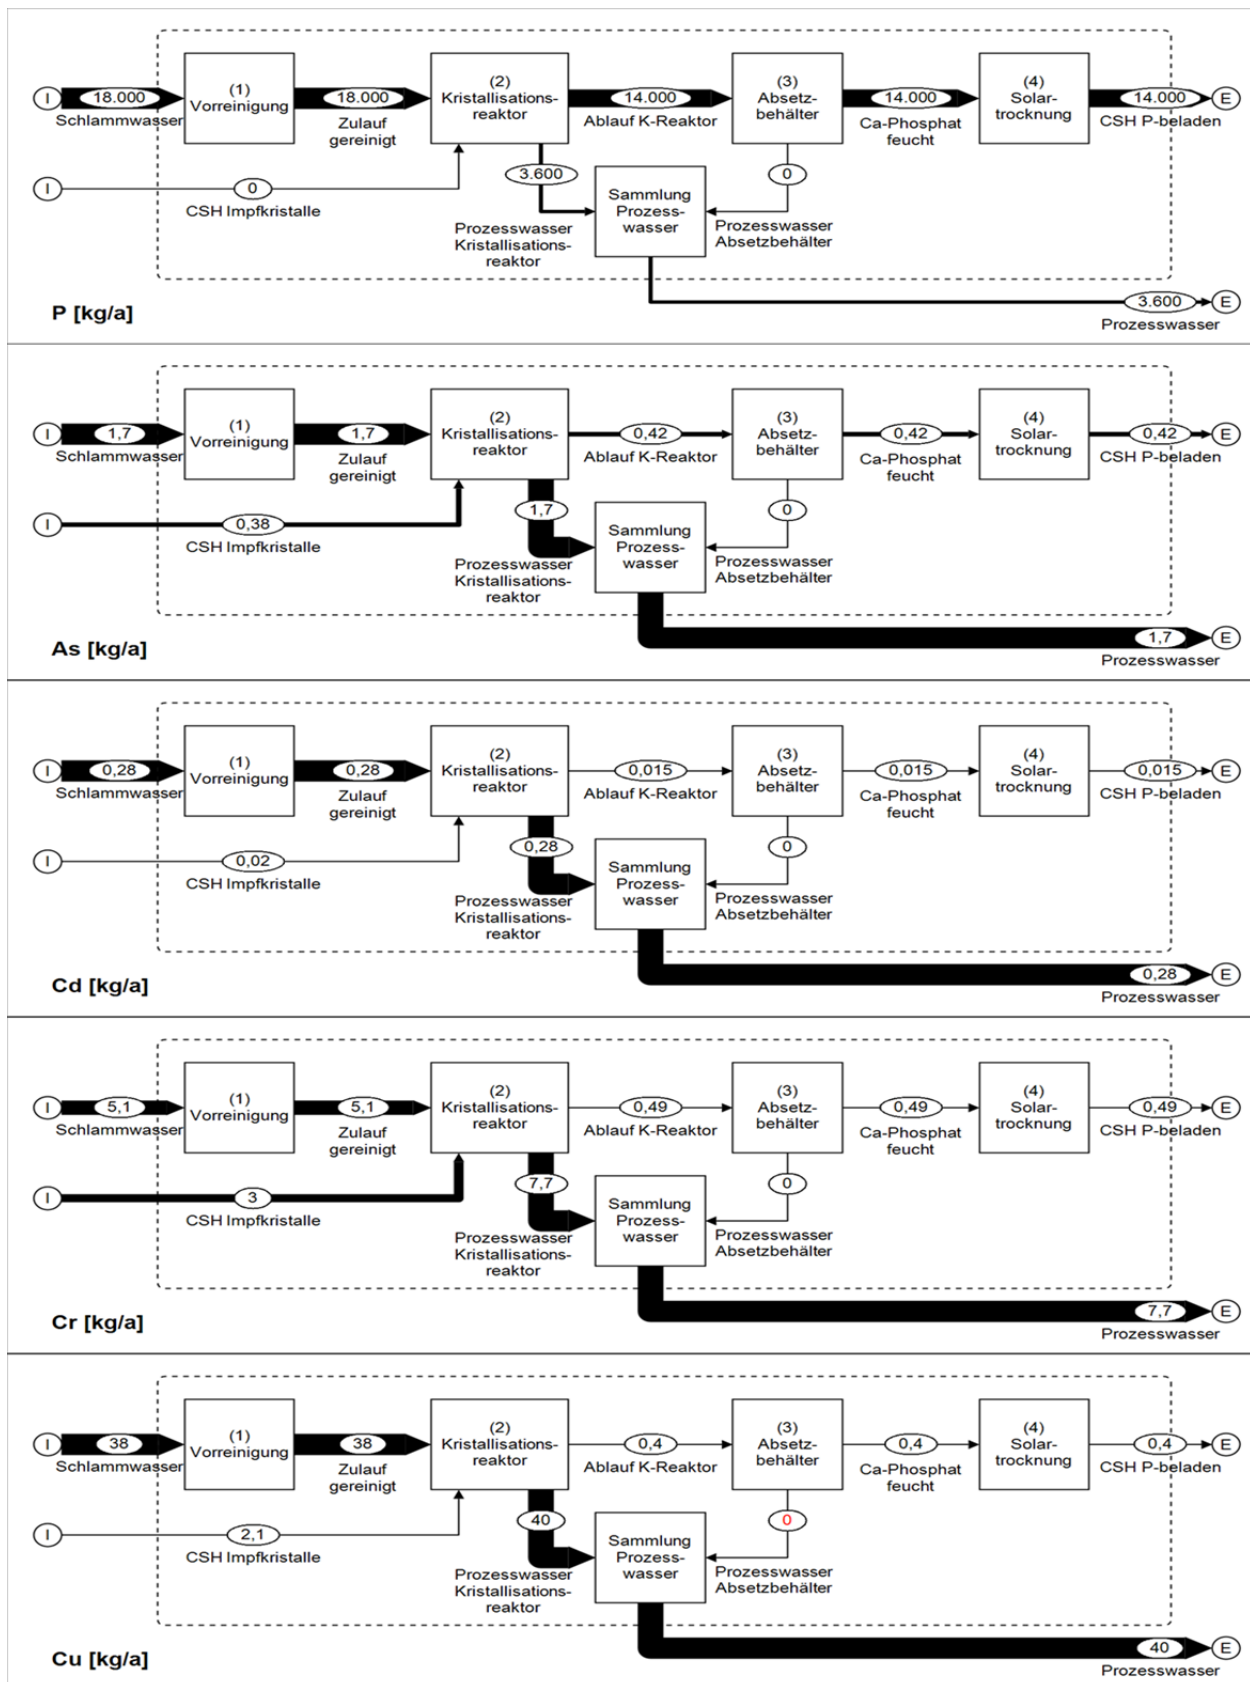 (1)
Vorreinigung
(2)
Kristallisations-
reaktor
(3)
Absetz-
behälter
(4)
Solar-
trocknung
I
18.000
18.000
14.000
14.000
14.000
E
Schlammwasser
Zulauf
gereinigt
Ablauf K-Reaktor
Ca-Phosphat
feucht
CSH P-beladen
I
0
CSH Impfkristalle
3.600
0
Sammlung
Prozess-
wasser
Prozesswasser
Kristallisations-
reaktor
Prozesswasser
Absetzbehälter
P [kg/a]
3.600
E
Prozesswasser
(1)
Vorreinigung
(2)
Kristallisations-
reaktor
(3)
Absetz-
behälter
(4)
Solar-
trocknung
I
1,7
1,7
0,42
0,42
0,42
E
Schlammwasser
Zulauf
gereinigt
Ablauf K-Reaktor
Ca-Phosphat
feucht
CSH P-beladen
I
0,38
CSH Impfkristalle
1,7
0
Sammlung
Prozess-
wasser
Prozesswasser
Kristallisations-
reaktor
Prozesswasser
Absetzbehälter
As [kg/a]
1,7
E
Prozesswasser
(1)
Vorreinigung
(2)
Kristallisations-
reaktor
(3)
Absetz-
behälter
(4)
Solar-
trocknung
I
0,28
0,28
0,015
0,015
0,015
E
Schlammwasser
Zulauf
gereinigt
Ablauf K-Reaktor
Ca-Phosphat
feucht
CSH P-beladen
I
0,02
CSH Impfkristalle
0,28
0
Sammlung
Prozess-
wasser
Prozesswasser
Kristallisations-
reaktor
Prozesswasser
Absetzbehälter
Cd [kg/a]
0,28
E
Prozesswasser
(1)
Vorreinigung
(2)
Kristallisations-
reaktor
(3)
Absetz-
behälter
(4)
Solar-
trocknung
I
5,1
5,1
0,49
0,49
0,49
E
Schlammwasser
Zulauf
gereinigt
Ablauf K-Reaktor
Ca-Phosphat
feucht
CSH P-beladen
I
3
CSH Impfkristalle
7,7
0
Sammlung
Prozess-
wasser
Prozesswasser
Kristallisations-
reaktor
Prozesswasser
Absetzbehälter
Cr [kg/a]
7,7
E
Prozesswasser
(1)
Vorreinigung
(2)
Kristallisations-
reaktor
(3)
Absetz-
behälter
(4)
Solar-
trocknung
I
38
38
0,4
0,4
0,4
E
Schlammwasser
Zulauf
gereinigt
Ablauf K-Reaktor
Ca-Phosphat
feucht
CSH P-beladen
I
2,1
CSH Impfkristalle
40
0
Sammlung
Prozess-
wasser
Prozesswasser
Kristallisations-
reaktor
Prozesswasser
Absetzbehälter
Cu [kg/a]
40
E
Prozesswasser